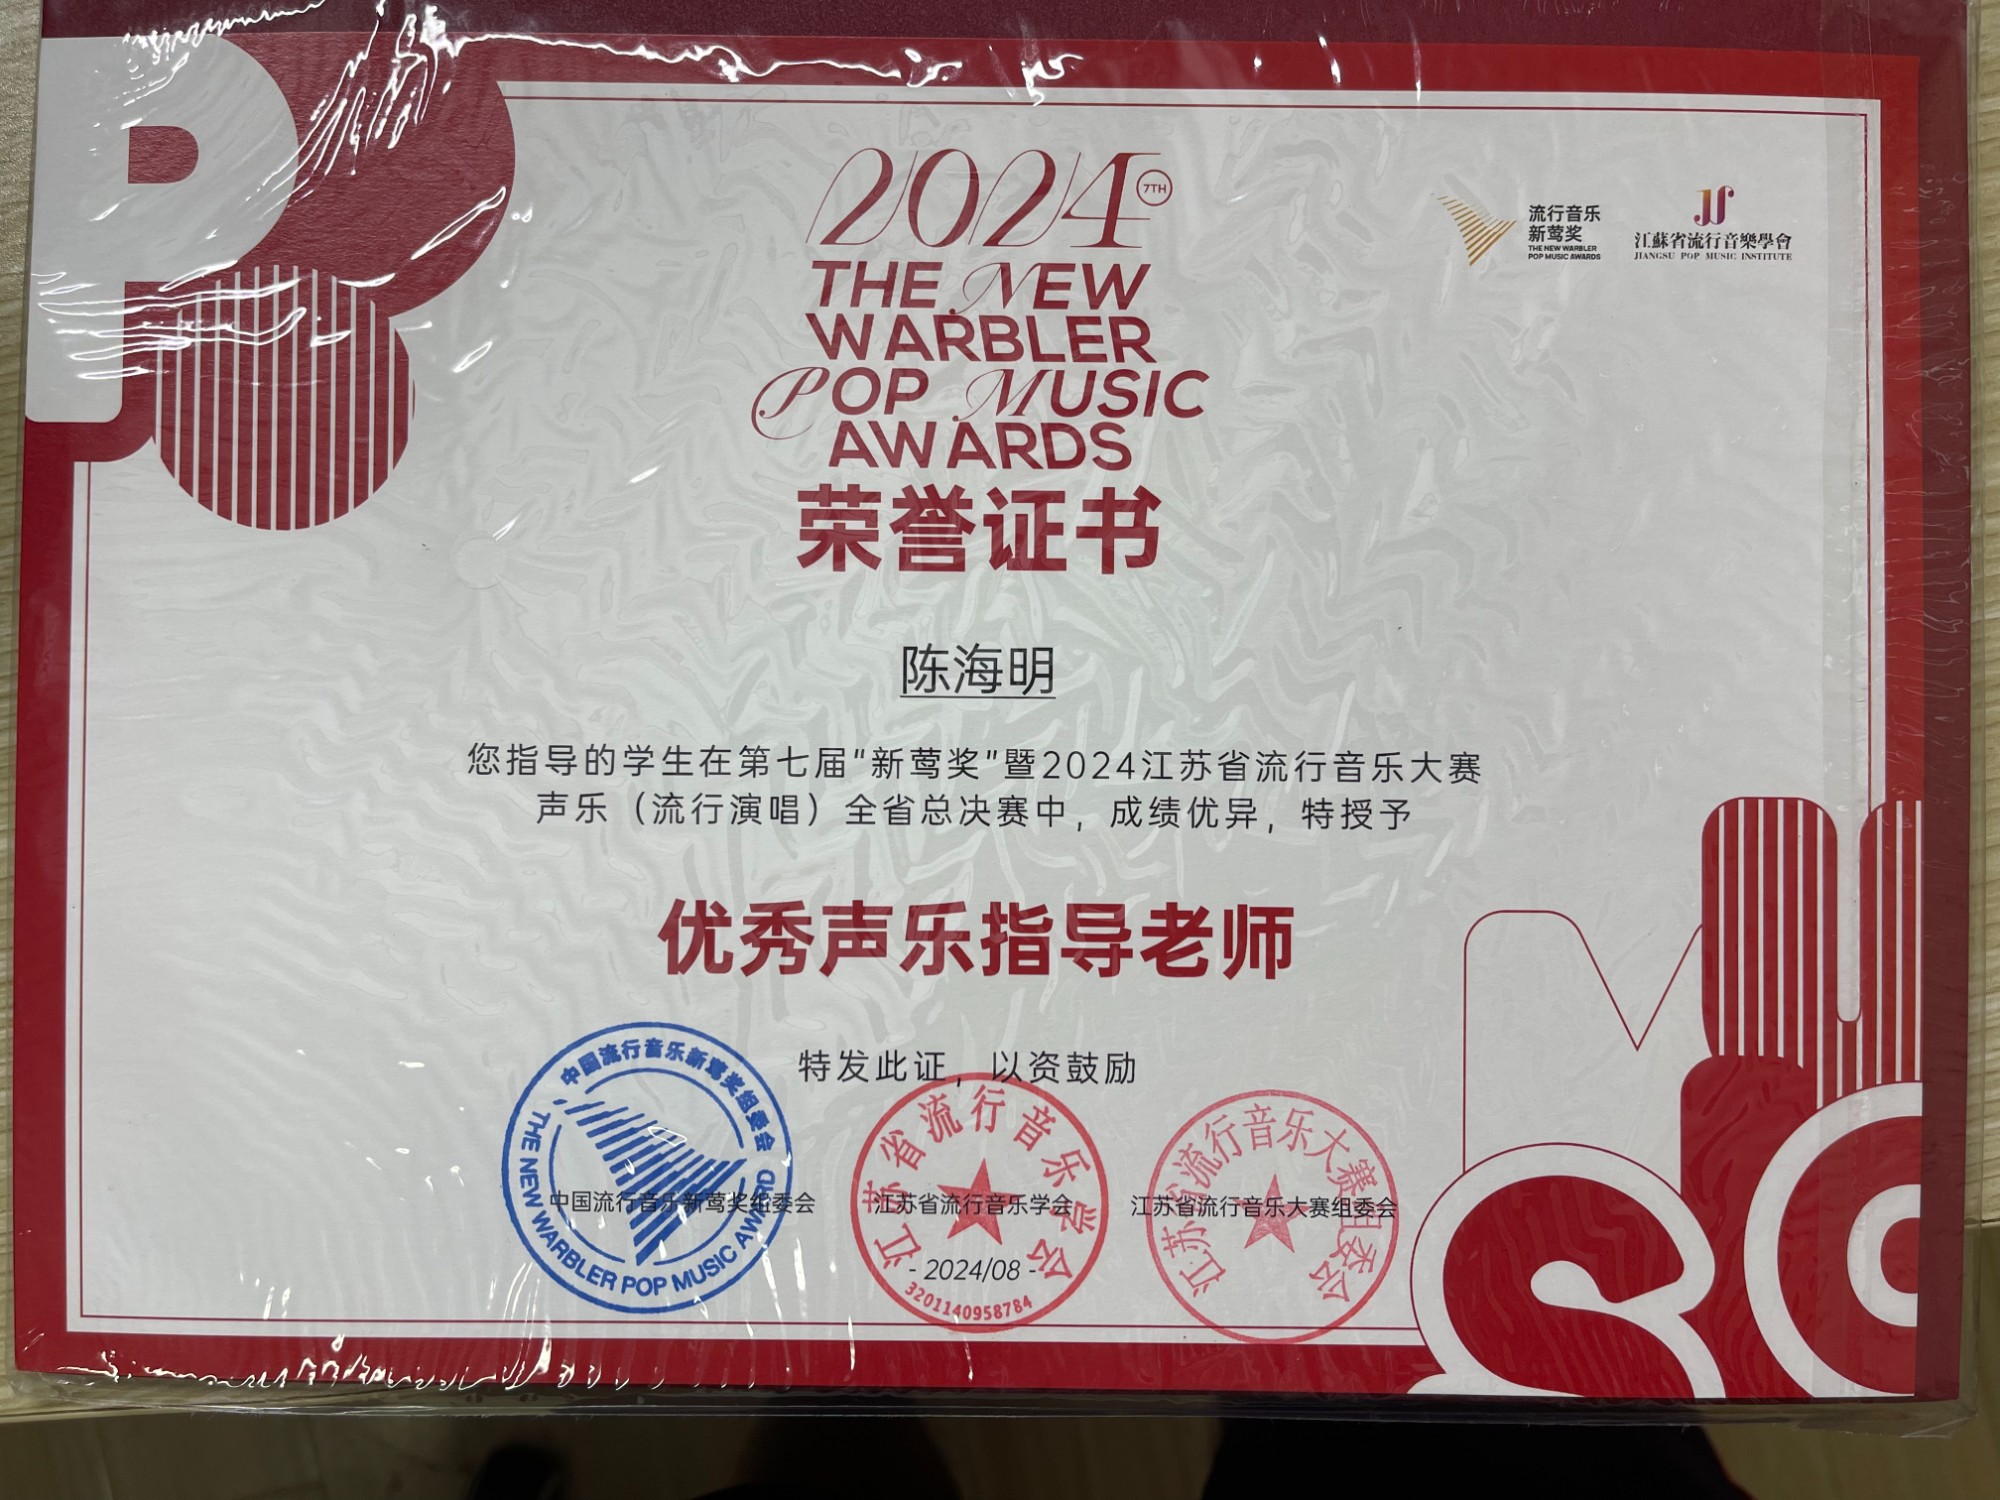 P
2024 7TH
THE NEW
WARBLER
POP MUSIC
AWARDS
流行音乐
新莺奖
THE NEW WARBLER
POP MUSIC AWARDS
江蘇省流行音樂學會
JIANGSU POP MUSIC INSTITUTE
荣誉证书
陈海明
您指导的学生在第七届"新莺奖"暨2024江苏省流行音乐大赛
声乐（流行演唱）全省总决赛中，成绩优异，特授予
优秀声乐指导老师
特发此证，以资鼓励
中国流行音乐新莺奖组委会
THE NEW WARBLER POP MUSIC AWARD
中国流行音乐新莺奖组委会
江苏省流行音乐学会
江苏省流行音乐学会
- 2024/08 -
3201140958784
江苏省流行音乐大赛组委会
江苏省流行音乐大赛组委会